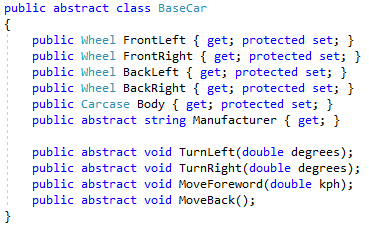 public abstract class BaseCar
{
public Wheel FrontLeft { get; protected set; }
public Wheel FrontRight { get; protected set; }
public Wheel BackLeft { get; protected set; }
public Wheel BackRight { get; protected set; }
public Carcase Body { get; protected set; }
public abstract string Manufacturer { get; }
public abstract void TurnLeft(double degrees);
public abstract void TurnRight(double degrees);
public abstract void MoveForeword(double kph);
public abstract void MoveBack();
}